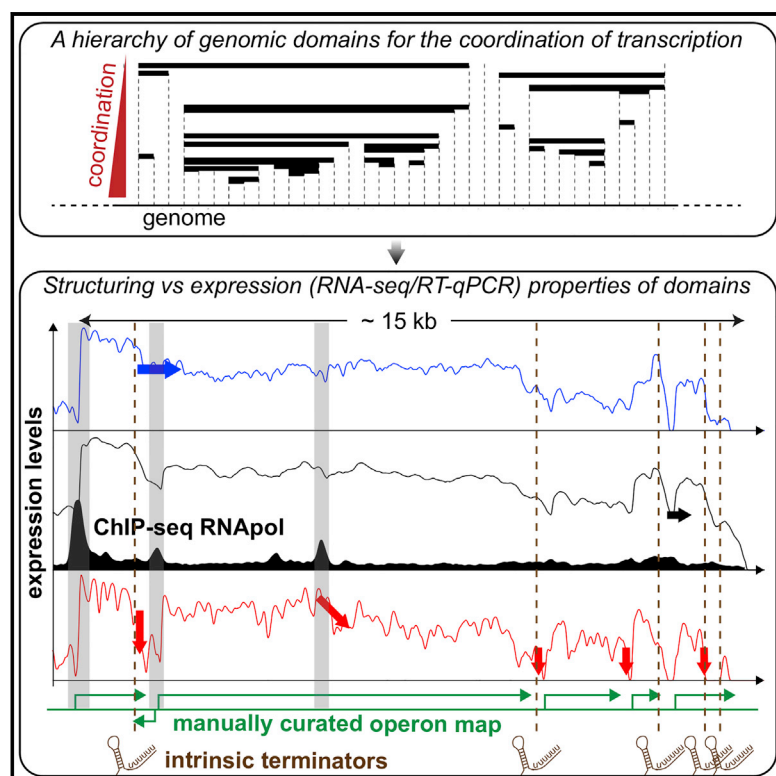 A hierarchy of genomic domains for the coordination of transcription
coordination
genome
Structuring vs expression (RNA-seq/RT-qPCR) properties of domains
~ 15 kb
expression levels
ChIP-seq RNApol
manually curated operon map
intrinsic terminators